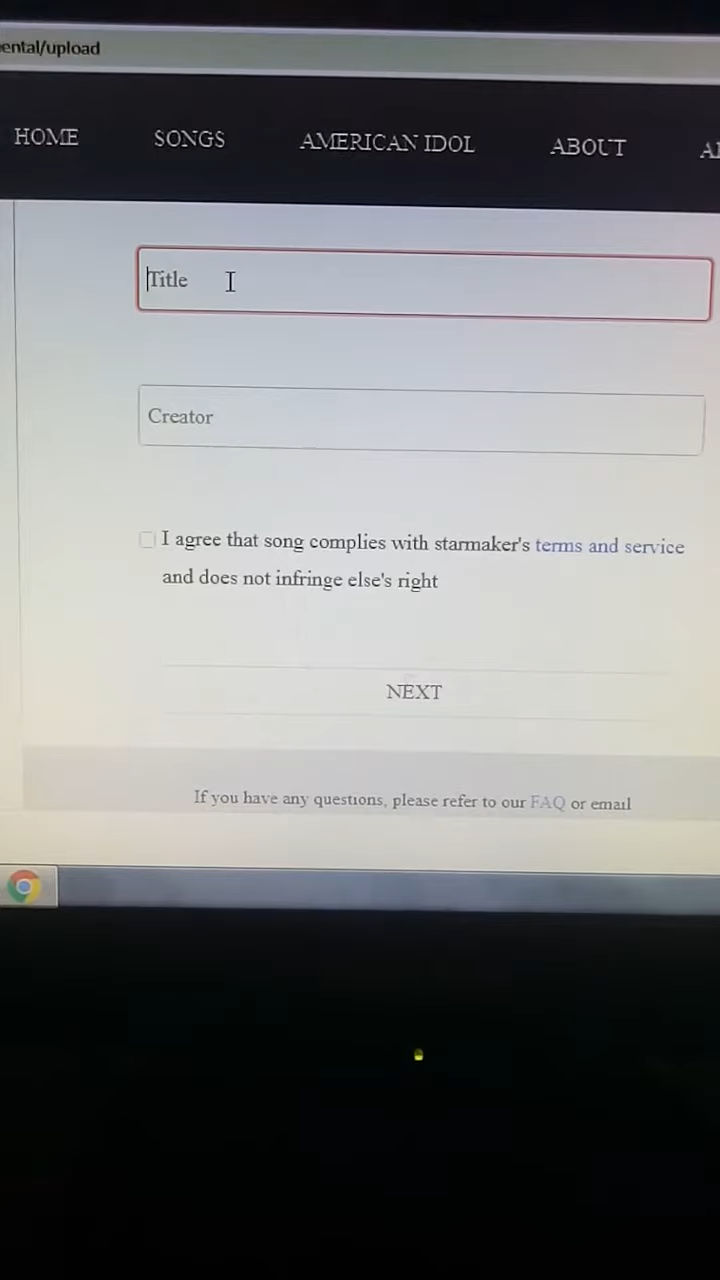 ental/upload
HOME SONGS AMERICAN IDOL ABOUT
Title
Creator
I agree that song complies with starmaker's terms and service
and does not infringe else's right
NEXT
If you have any questions, please refer to our FAQ or email